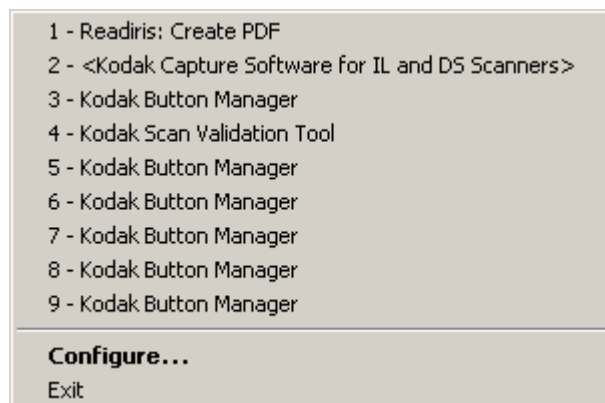 1 - Readiris: Create PDF
2 - <Kodak Capture Software for IL and DS Scanners>
3 - Kodak Button Manager
4 - Kodak Scan Validation Tool
5 - Kodak Button Manager
6 - Kodak Button Manager
7 - Kodak Button Manager
8 - Kodak Button Manager
9 - Kodak Button Manager
Configure...
Exit